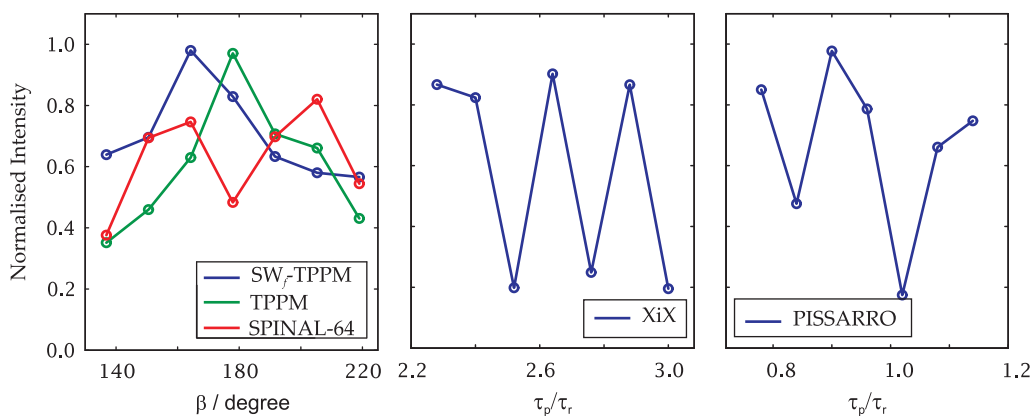 Normalised Intensity
1.0
0.8
0.6
0.4
0.2
0.0
SWf-TPPM
TPPM
SPINAL-64
140 180 220
β / degree
XiX
2.2 2.6 3.0
τp/τr
PISSARRO
0.8 1.0 1.2
τp/τr